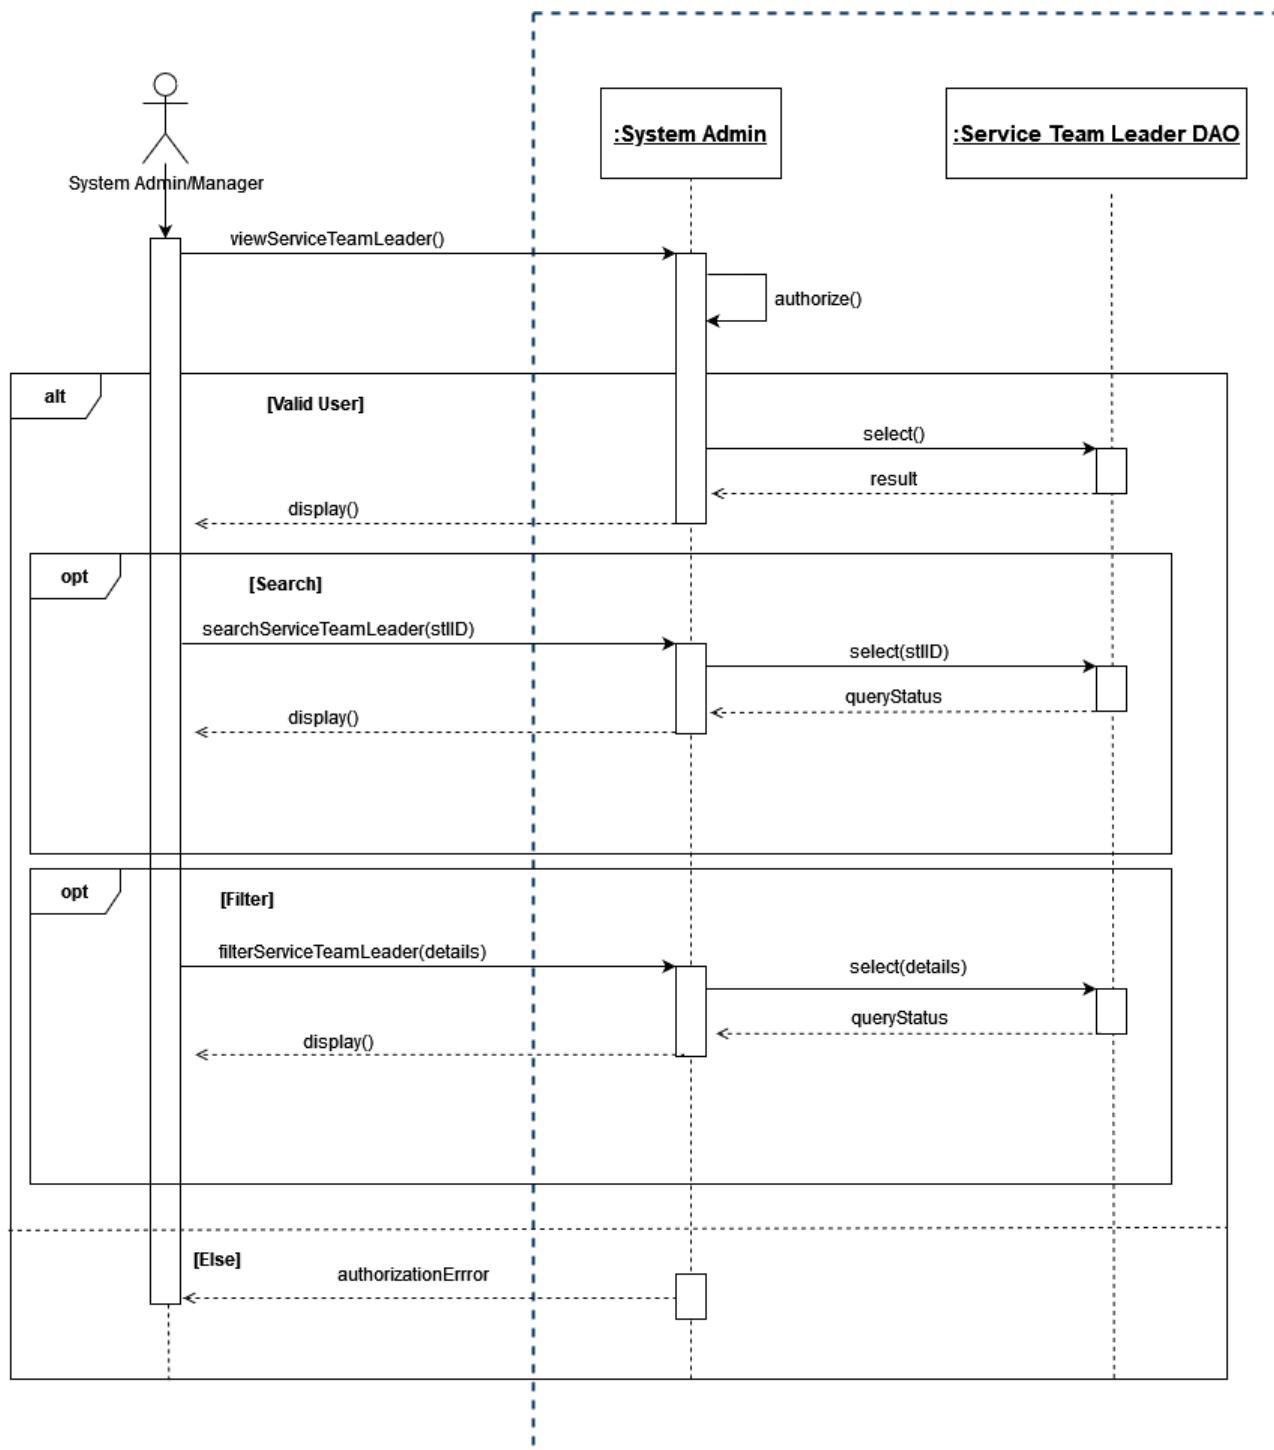 :System Admin
:Service Team Leader DAO
System Admin/Manager
viewServiceTeamLeader()
authorize()
alt
[Valid User]
select()
result
display()
opt
[Search]
searchServiceTeamLeader(stlID)
select(stlID)
queryStatus
display()
opt
[Filter]
filterServiceTeamLeader(details)
select(details)
queryStatus
display()
[Else]
authorizationErrror